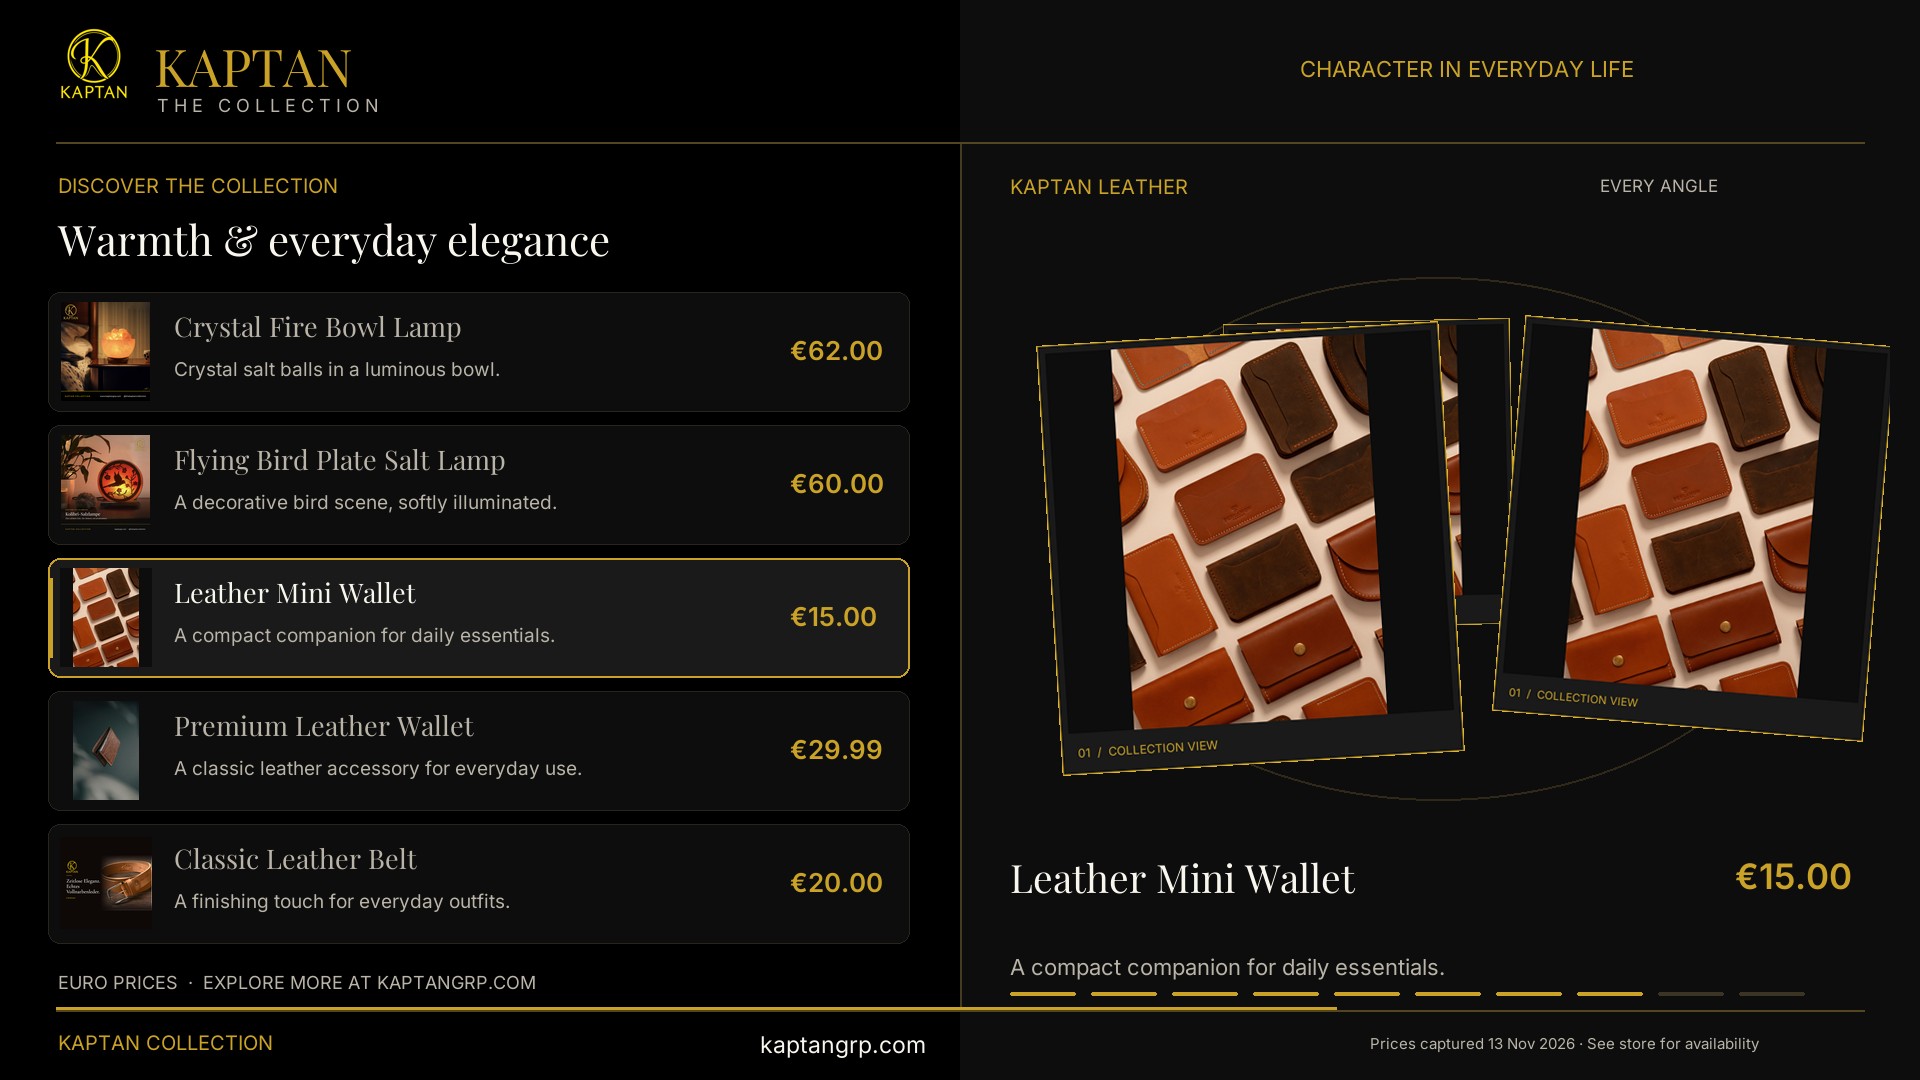 KAPTAN
KAPTAN
THE COLLECTION
CHARACTER IN EVERYDAY LIFE
DISCOVER THE COLLECTION
Warmth & everyday elegance
Crystal Fire Bowl Lamp
Crystal salt balls in a luminous bowl.
€62.00
Flying Bird Plate Salt Lamp
A decorative bird scene, softly illuminated.
€60.00
Leather Mini Wallet
A compact companion for daily essentials.
€15.00
Premium Leather Wallet
A classic leather accessory for everyday use.
€29.99
Classic Leather Belt
A finishing touch for everyday outfits.
€20.00
EURO PRICES · EXPLORE MORE AT KAPTANGRP.COM
KAPTAN LEATHER
EVERY ANGLE
01 / COLLECTION VIEW
01 / COLLECTION VIEW
Leather Mini Wallet
€15.00
A compact companion for daily essentials.
KAPTAN COLLECTION
kaptangrp.com
Prices captured 13 Nov 2026 · See store for availability